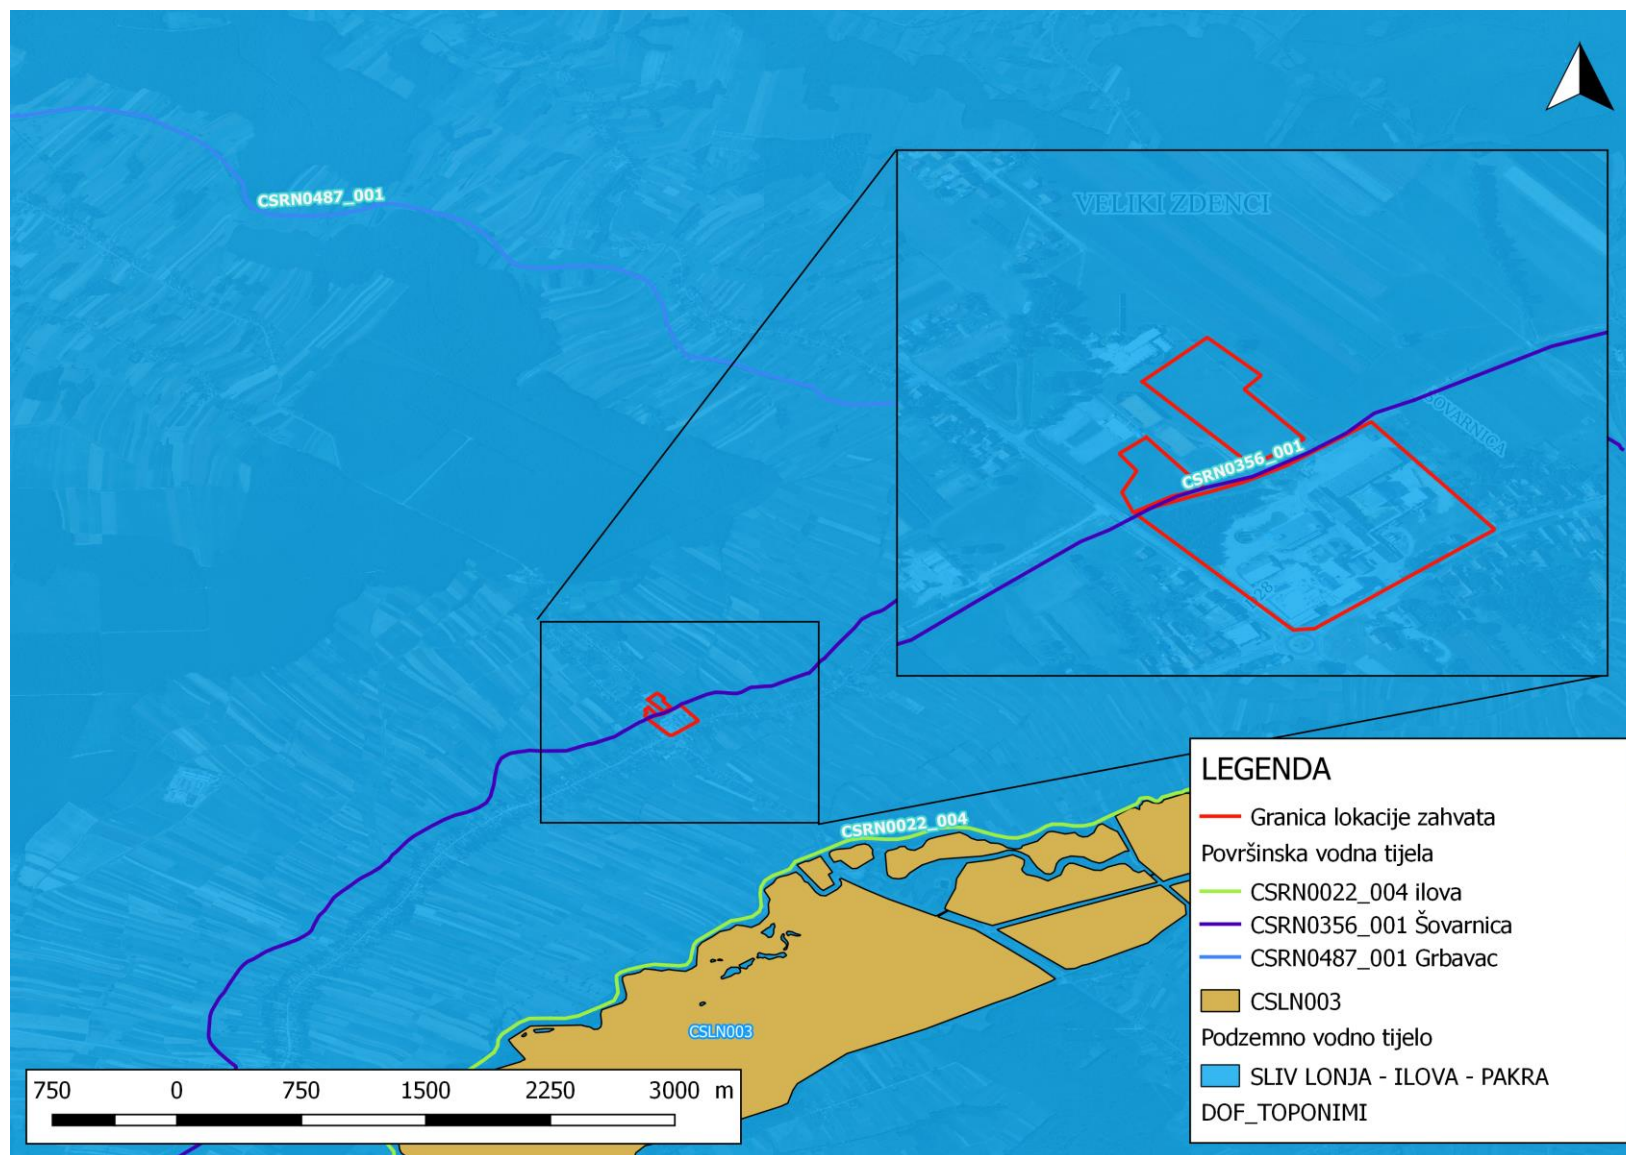 CSRN0487_001
VELIKI ZDENCI
ŠOVARNICA
CSRN0356_001
D28
CSRN0022_004
CSLN003
LEGENDA
Granica lokacije zahvata
Površinska vodna tijela
CSRN0022_004 ilova
CSRN0356_001 Šovarnica
CSRN0487_001 Grbavac
CSLN003
Podzemno vodno tijelo
SLIV LONJA - ILOVA - PAKRA
DOF_TOPONIMI
750 0 750 1500 2250 3000 m